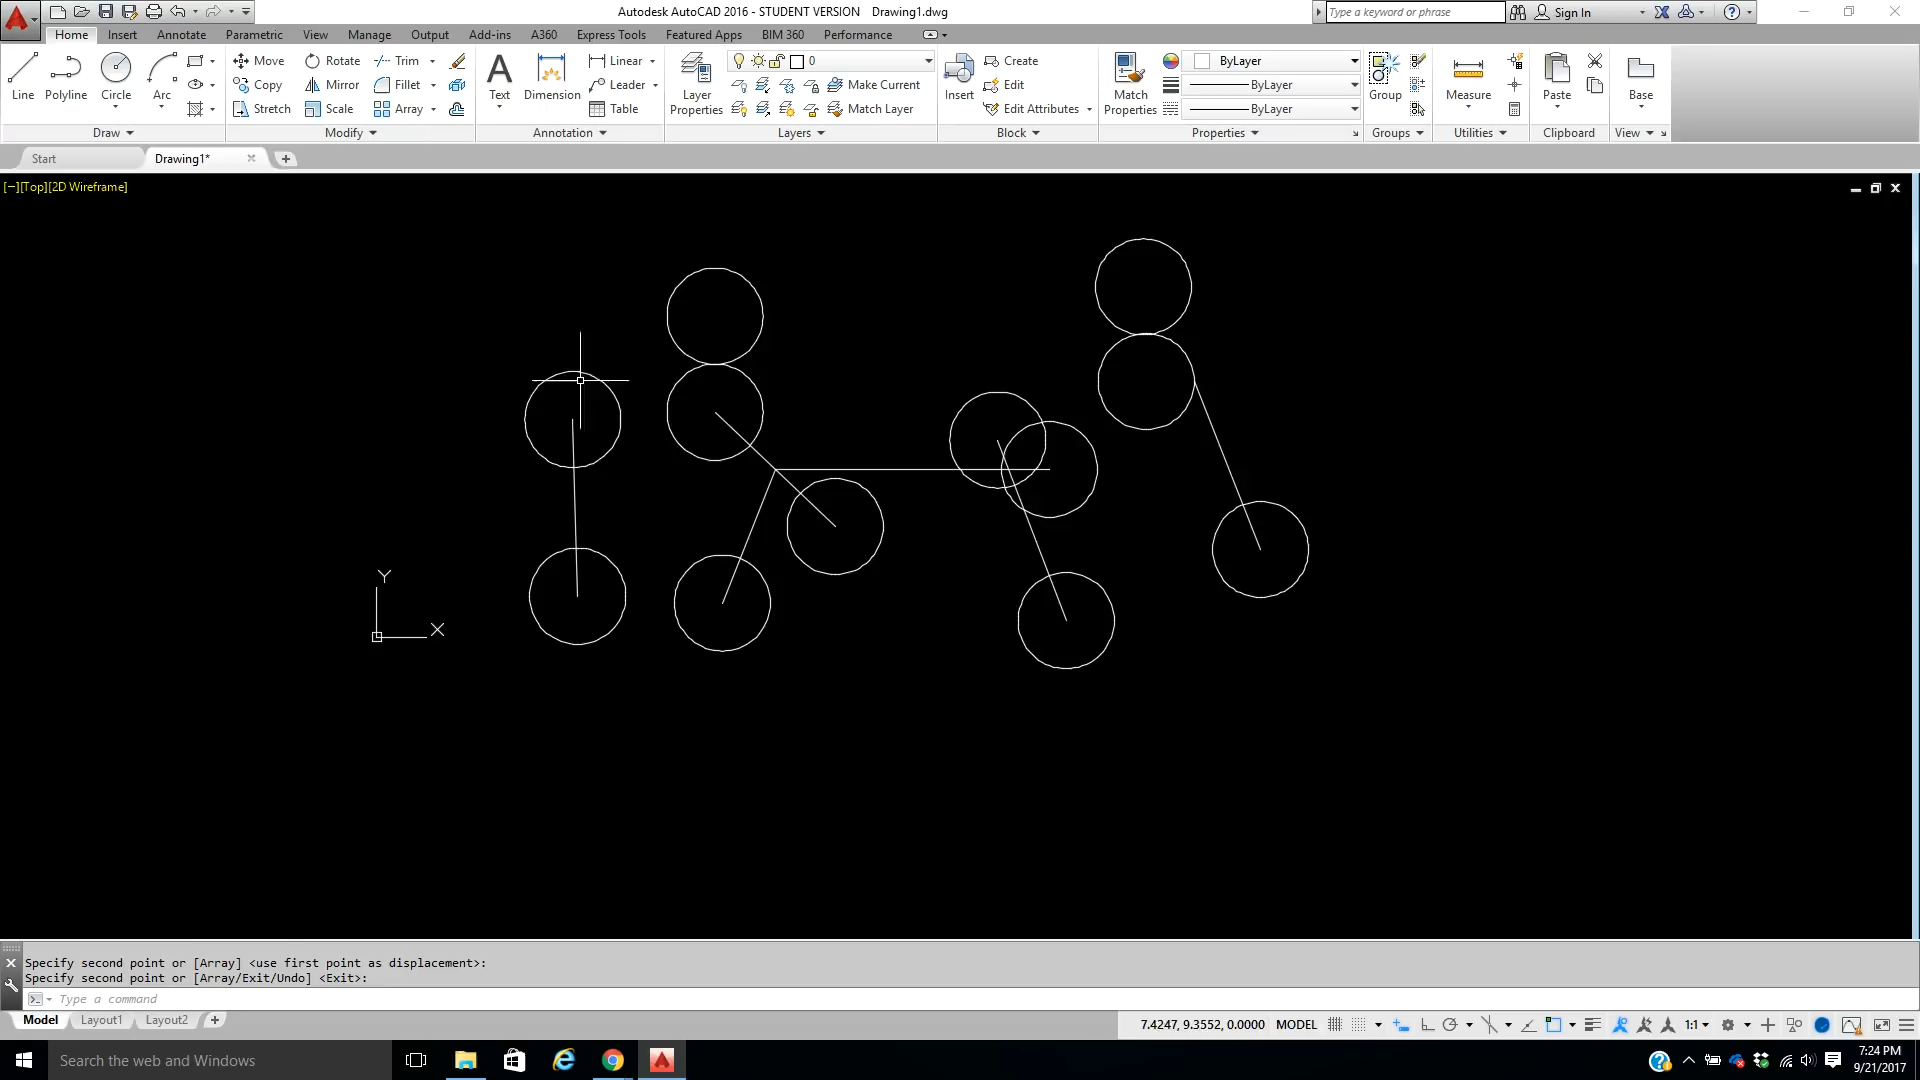 Autodesk AutoCAD 2016 - STUDENT VERSION Drawing1.dwg
Type a keyword or phrase
Sign In
Home Insert Annotate Parametric View Manage Output Add-ins A360 Express Tools Featured Apps BIM 360 Performance
Line Polyline Circle Arc
Move Rotate Trim
Copy Mirror Fillet
Stretch Scale Array
Text Dimension
Linear
Leader
Table
Layer Properties
0
Make Current
Match Layer
Insert
Create
Edit
Edit Attributes
Match Properties
ByLayer
ByLayer
ByLayer
Group
Measure
Paste
Base
Draw Modify Annotation Layers Block Properties Groups Utilities Clipboard View
Start Drawing1*
[−][Top][2D Wireframe]
Y
X
Specify second point or [Array] <use first point as displacement>:
Specify second point or [Array/Exit/Undo] <Exit>:
Type a command
Model Layout1 Layout2
7.4247, 9.3552, 0.0000 MODEL 1:1
Search the web and Windows
7:24 PM
9/21/2017